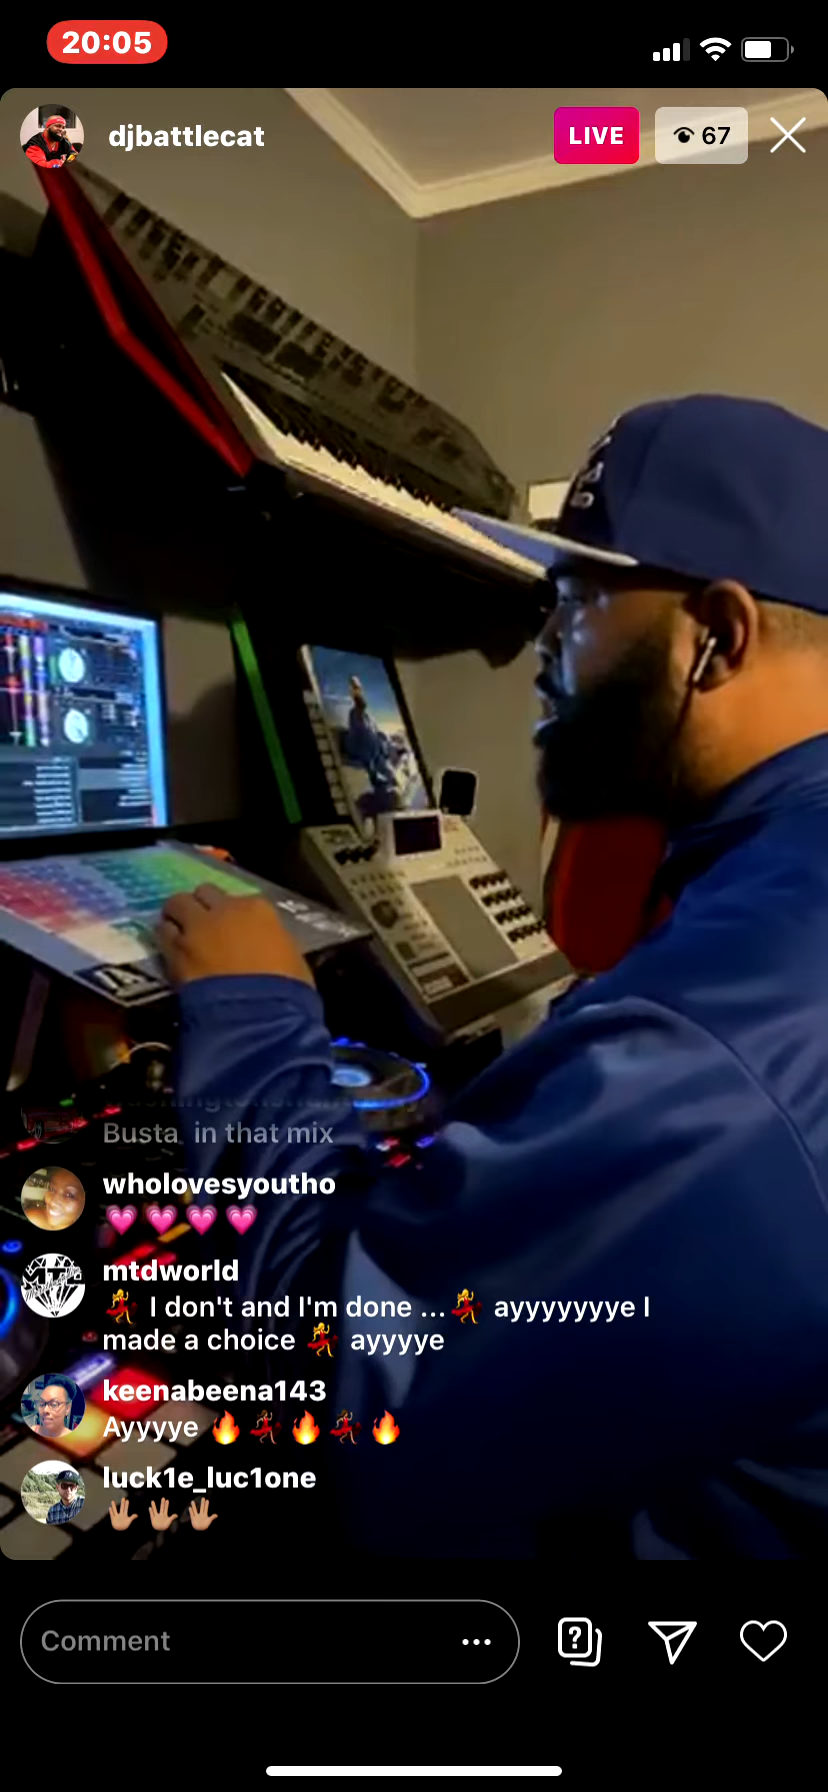 20:05
djbattlecat
LIVE
67
Busta in that mix
wholovesyoutho
💗 💗 💗 💗
mtdworld
💃 I don't and I'm done ...💃 ayyyyyyye I
made a choice 💃 ayyyye
keenabeena143
Ayyyye 🔥 💃🏽 🔥 💃🏽 🔥
luck1e_luc1one
🖖🏽 🖖🏽 🖖🏽
Comment